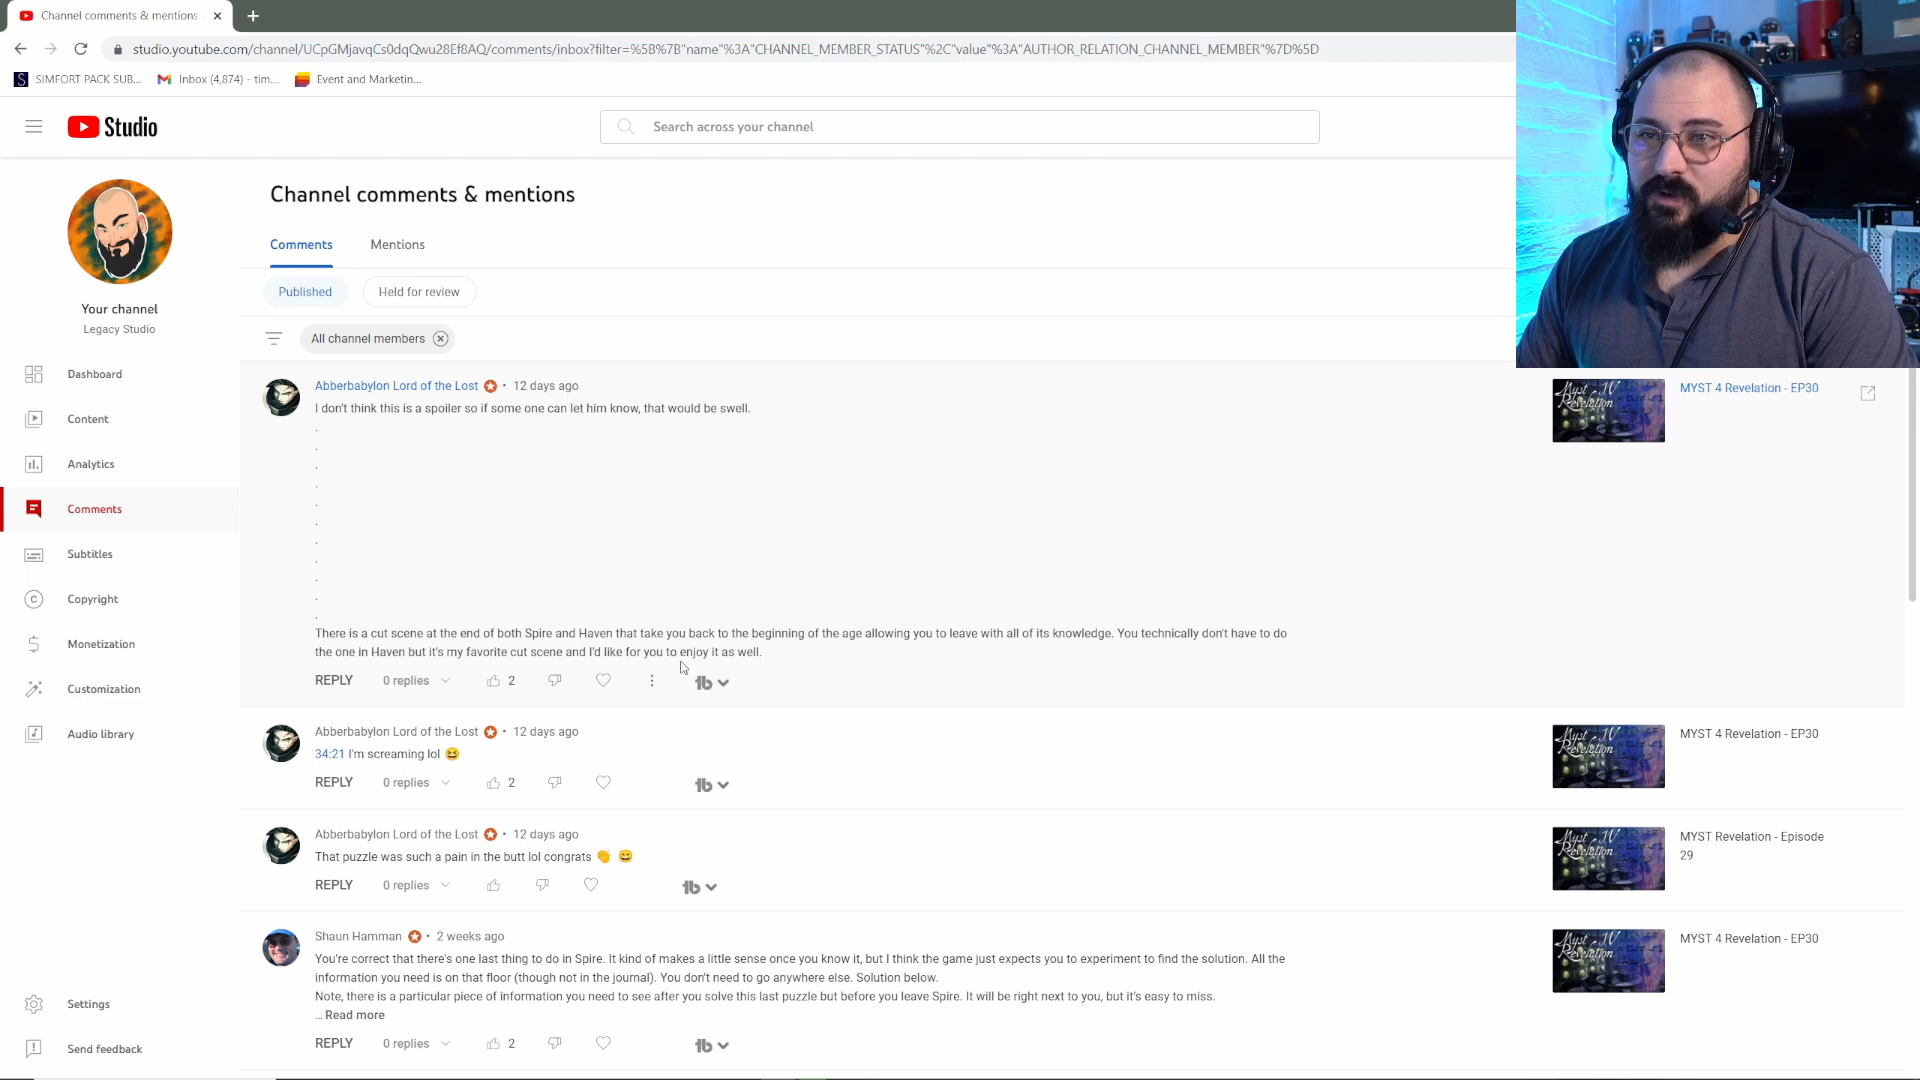 Channel comments & mentions
studio.youtube.com/channel/UCpGMjavqCs0dqQwu28Ef8AQ/comments/inbox?filter=%5B%7B"name"%3A"CHANNEL_MEMBER_STATUS"%2C"value"%3A"AUTHOR_RELATION_CHANNEL_MEMBER"%7D%5D
S SIMFORT PACK SUB... Inbox (4,874) - tim... Event and Marketin...
Studio
Search across your channel
Channel comments & mentions
Comments Mentions
Published Held for review
All channel members
Your channel
Legacy Studio
Dashboard
Content
Analytics
Comments
Subtitles
Copyright
Monetization
Customization
Audio library
Settings
Send feedback
Abberbabylon Lord of the Lost • 12 days ago
I don't think this is a spoiler so if some one can let him know, that would be swell.
.
.
.
.
.
.
.
.
.
.
.
There is a cut scene at the end of both Spire and Haven that take you back to the beginning of the age allowing you to leave with all of its knowledge. You technically don't have to do
the one in Haven but it's my favorite cut scene and I'd like for you to enjoy it as well.
REPLY 0 replies 2 tb
MYST 4 Revelation - EP30
Myst IV
Revelation
Abberbabylon Lord of the Lost • 12 days ago
34:21 I'm screaming lol 😆
REPLY 0 replies 2 tb
MYST 4 Revelation - EP30
Myst IV
Revelation
Abberbabylon Lord of the Lost • 12 days ago
That puzzle was such a pain in the butt lol congrats 👏 😄
REPLY 0 replies tb
MYST Revelation - Episode
29
Myst IV
Revelation
Shaun Hamman • 2 weeks ago
You're correct that there's one last thing to do in Spire. It kind of makes a little sense once you know it, but I think the game just expects you to experiment to find the solution. All the
information you need is on that floor (though not in the journal). You don't need to go anywhere else. Solution below.
Note, there is a particular piece of information you need to see after you solve this last puzzle but before you leave Spire. It will be right next to you, but it's easy to miss.
... Read more
REPLY 0 replies 2 tb
MYST 4 Revelation - EP30
Myst IV
Revelation